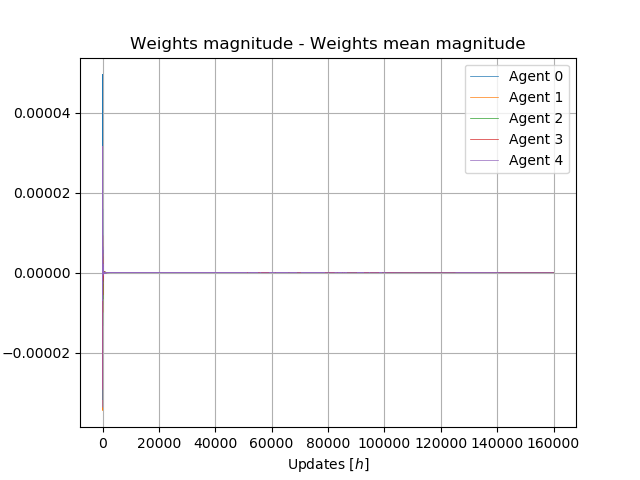 Weights magnitude - Weights mean magnitude
Agent 0
Agent 1
Agent 2
Agent 3
Agent 4
0.00004
0.00002
0.00000
−0.00002
0 20000 40000 60000 80000 100000 120000 140000 160000
Updates [h]